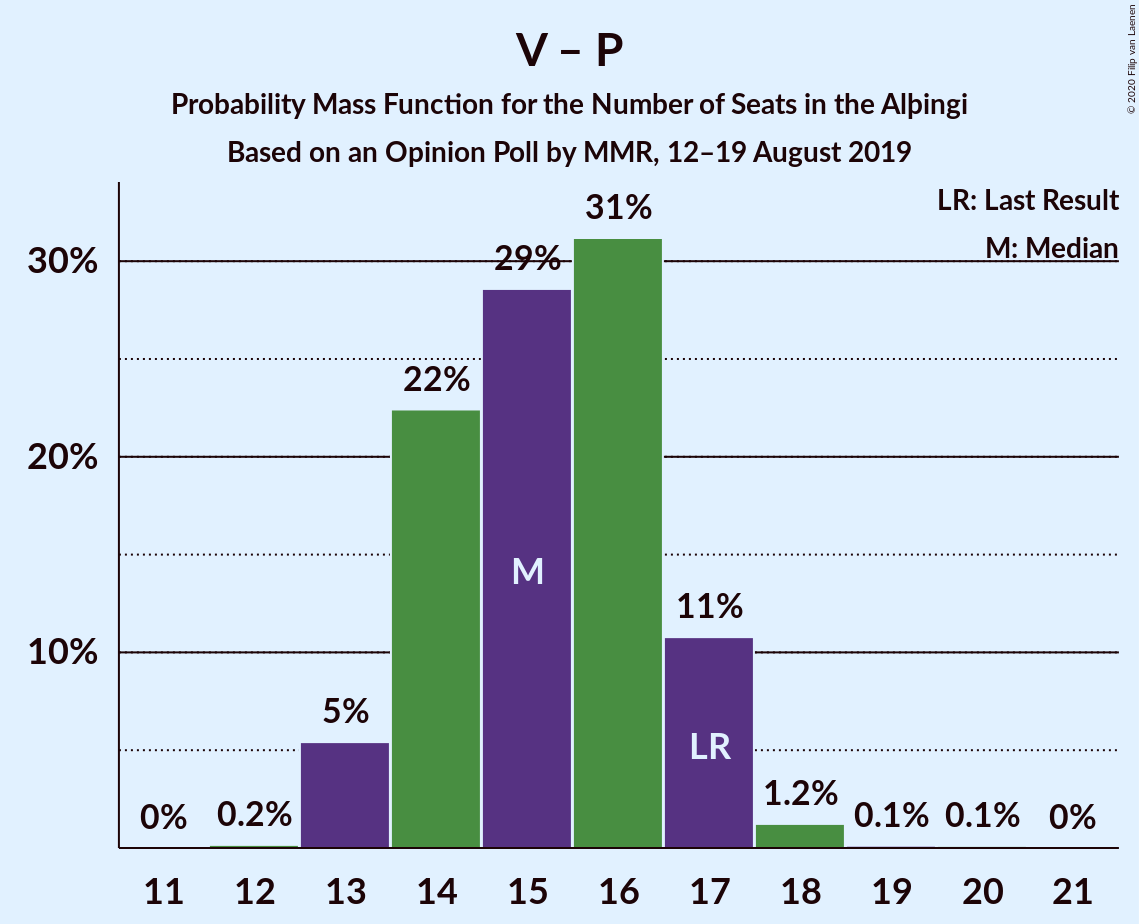 V – P
Probability Mass Function for the Number of Seats in the Alþingi
Based on an Opinion Poll by MMR, 12–19 August 2019
© 2020 Filip van Laenen
LR: Last Result
M: Median
30%
20%
10%
0%
0.2%
5%
22%
29%
31%
11%
1.2%
0.1%
0.1%
0%
M
LR
11 12 13 14 15 16 17 18 19 20 21